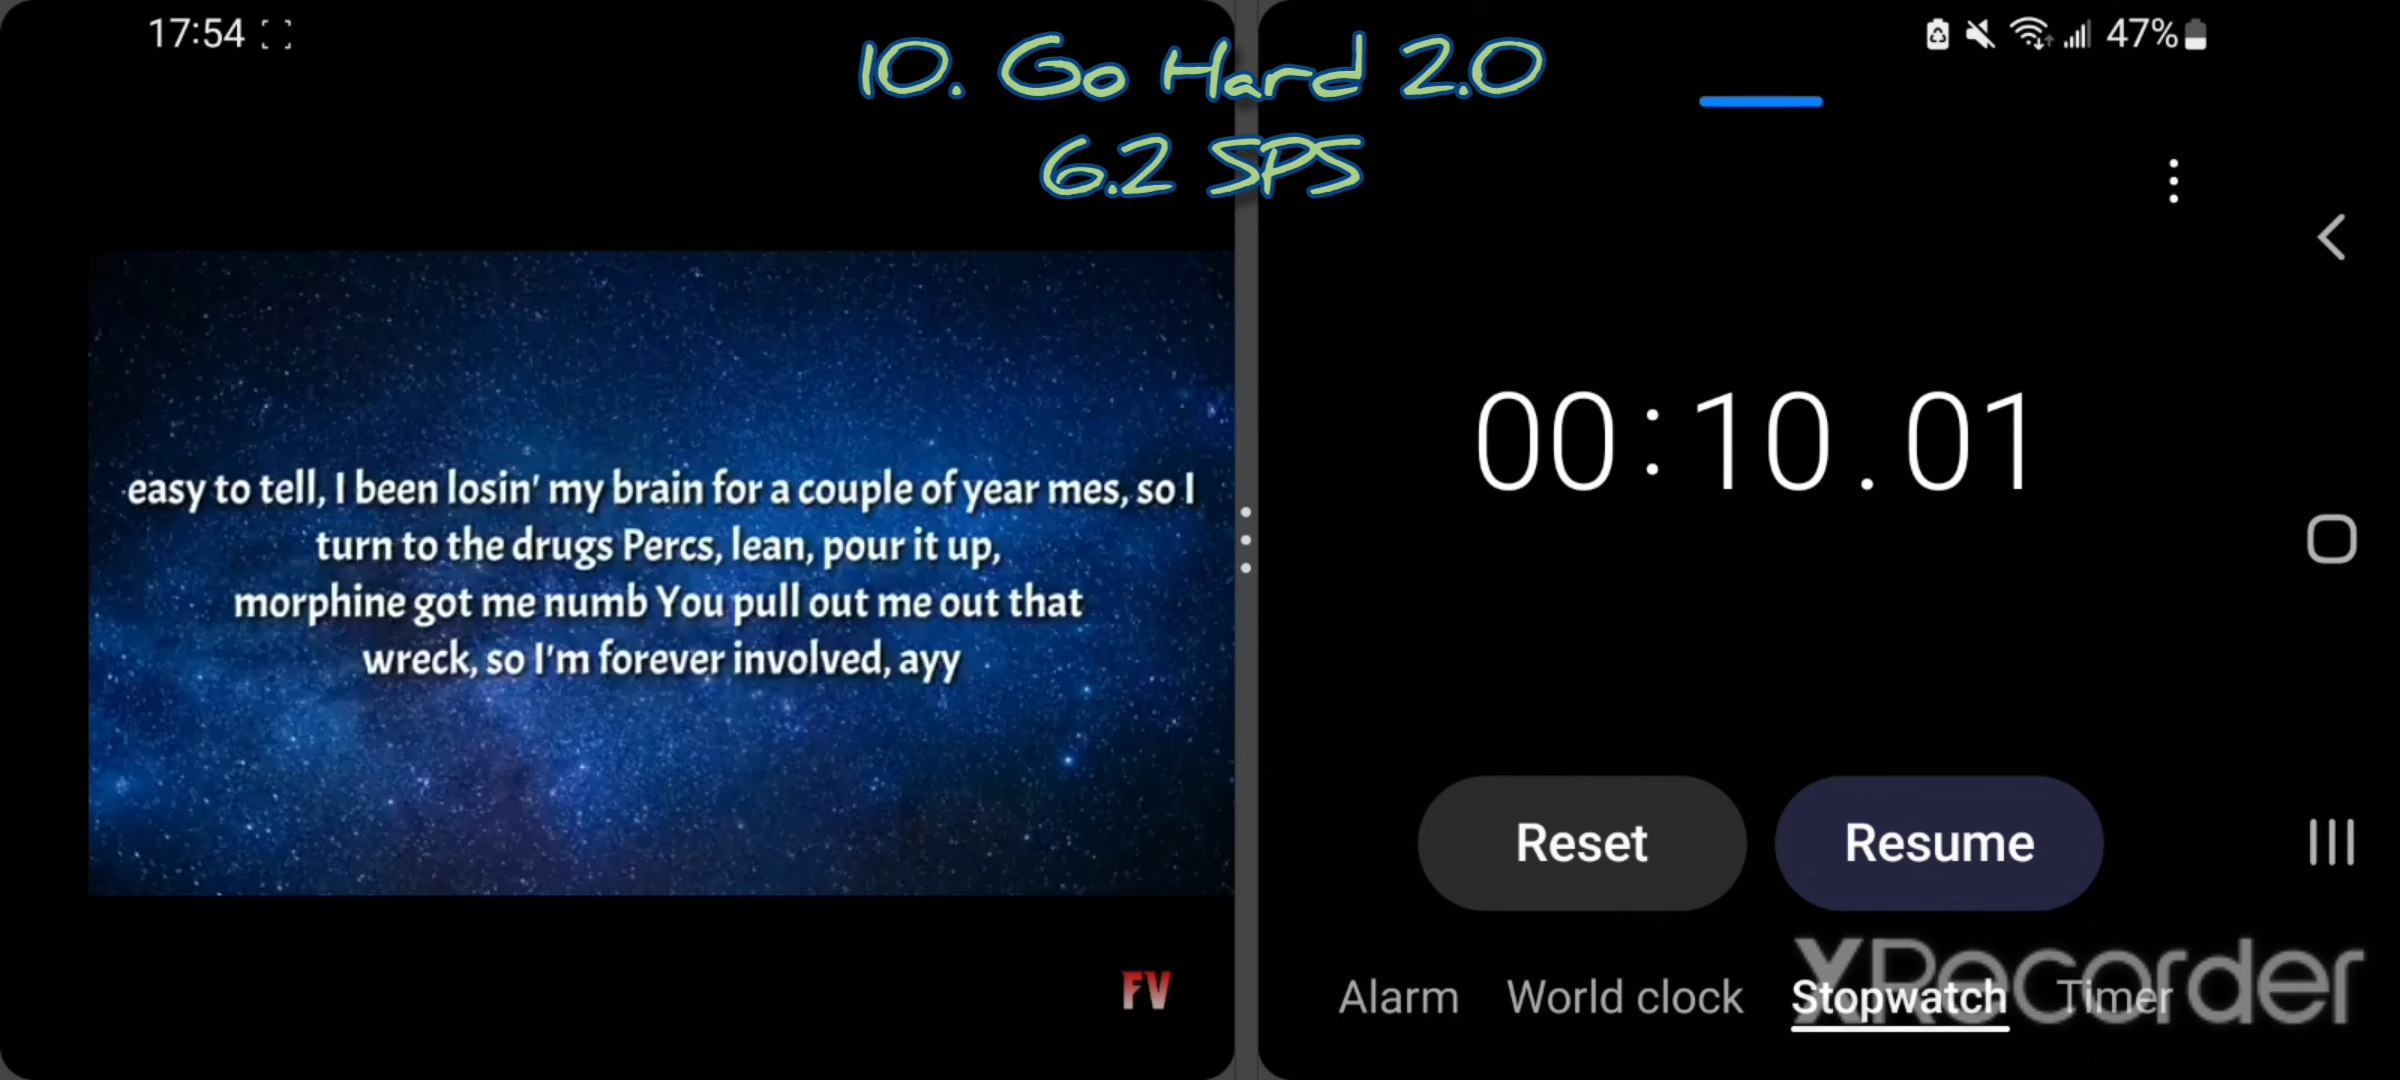 17:54
47%
10. Go Hard 2.0
6.2 SPS
easy to tell, I been losin' my brain for a couple of year mes, so I
turn to the drugs Percs, lean, pour it up,
morphine got me numb You pull out me out that
wreck, so I'm forever involved, ayy
FV
00:10.01
Reset
Resume
Alarm
World clock
Stopwatch
Timer
XRecorder